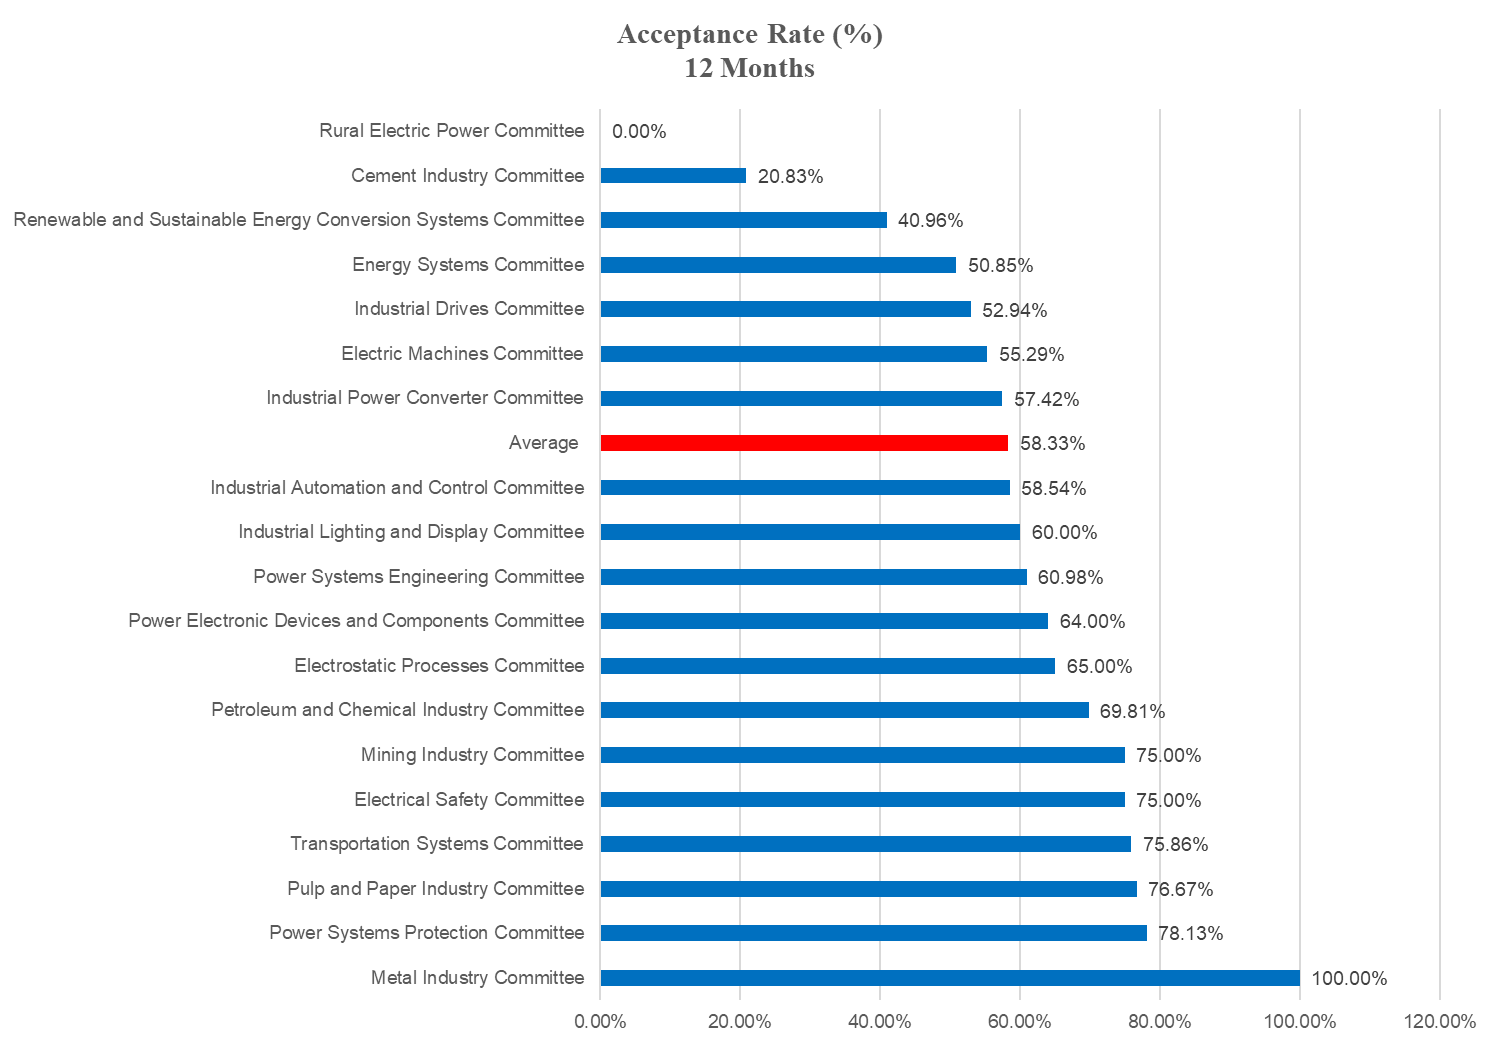 Acceptance Rate (%)
12 Months
Rural Electric Power Committee 0.00%
Cement Industry Committee 20.83%
Renewable and Sustainable Energy Conversion Systems Committee 40.96%
Energy Systems Committee 50.85%
Industrial Drives Committee 52.94%
Electric Machines Committee 55.29%
Industrial Power Converter Committee 57.42%
Average 58.33%
Industrial Automation and Control Committee 58.54%
Industrial Lighting and Display Committee 60.00%
Power Systems Engineering Committee 60.98%
Power Electronic Devices and Components Committee 64.00%
Electrostatic Processes Committee 65.00%
Petroleum and Chemical Industry Committee 69.81%
Mining Industry Committee 75.00%
Electrical Safety Committee 75.00%
Transportation Systems Committee 75.86%
Pulp and Paper Industry Committee 76.67%
Power Systems Protection Committee 78.13%
Metal Industry Committee 100.00%
0.00% 20.00% 40.00% 60.00% 80.00% 100.00% 120.00%